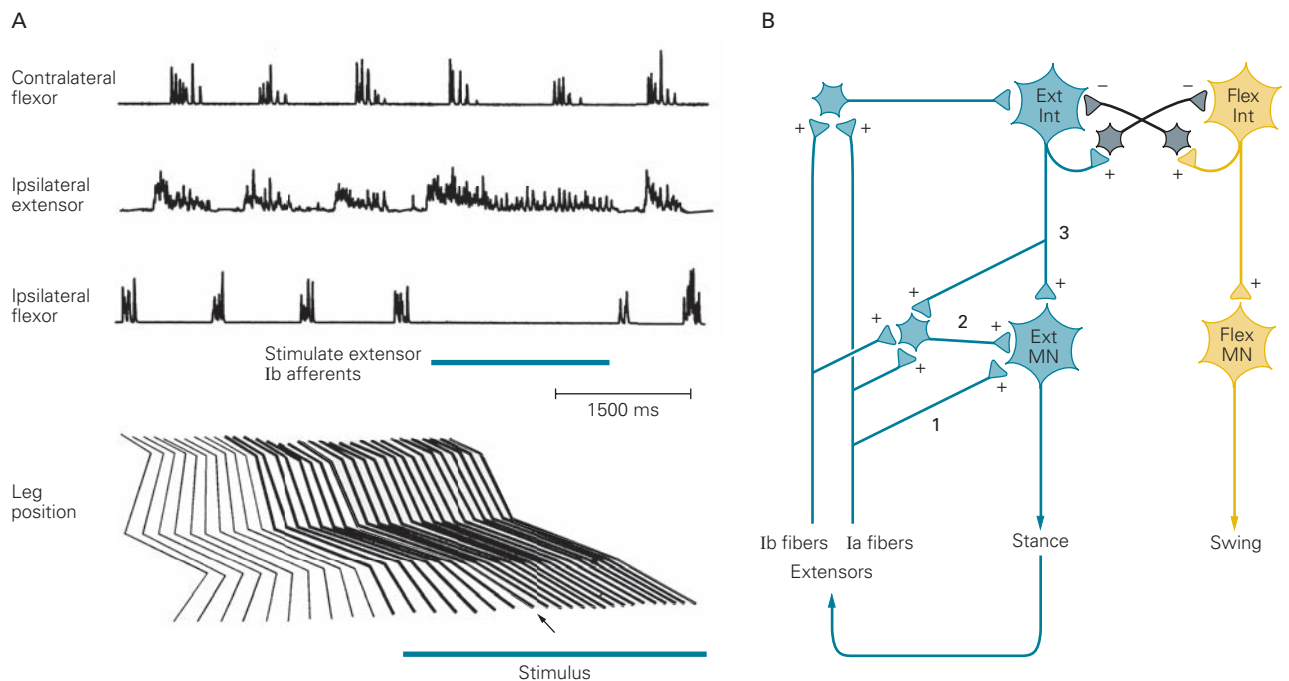 A
Contralateral
flexor
Ipsilateral
extensor
Ipsilateral
flexor
Stimulate extensor
Ib afferents
1500 ms
Leg
position
Stimulus
B
Ext
Int
Flex
Int
−
−
+
+
+
+
3
+
+
+
2
+
+
+
Ext
MN
+
Flex
MN
1
Ib fibers
Ia fibers
Extensors
Stance
Swing